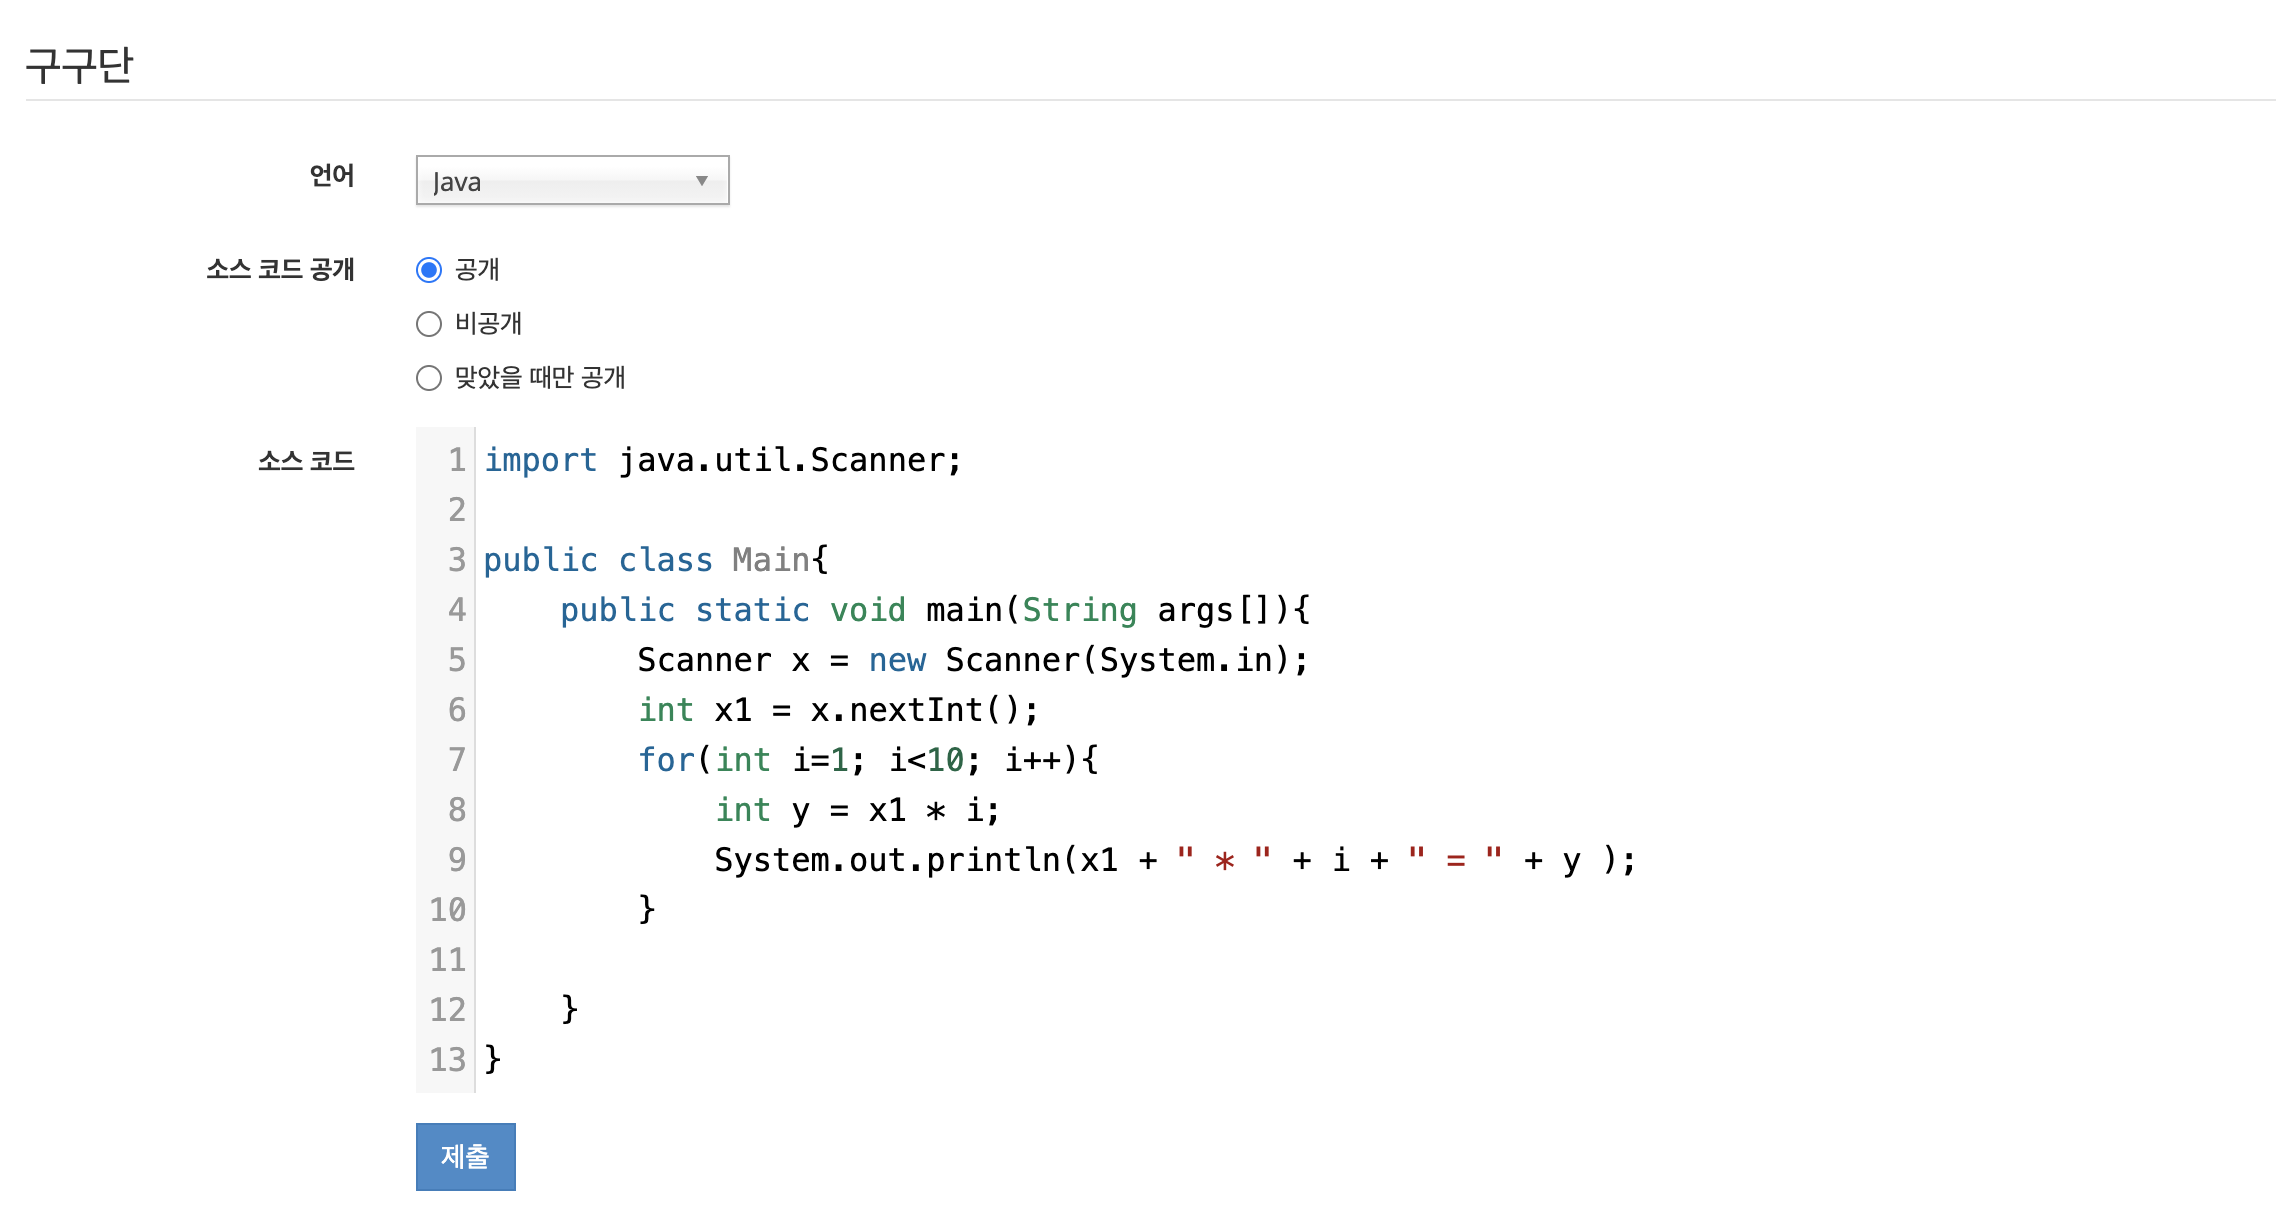 구구단
언어
Java
소스 코드 공개
공개
비공개
맞았을 때만 공개
소스 코드
1 import java.util.Scanner;
2
3 public class Main{
4     public static void main(String args[]){
5         Scanner x = new Scanner(System.in);
6         int x1 = x.nextInt();
7         for(int i=1; i<10; i++){
8             int y = x1 * i;
9             System.out.println(x1 + " * " + i + " = " + y );
10         }
11
12     }
13 }
제출